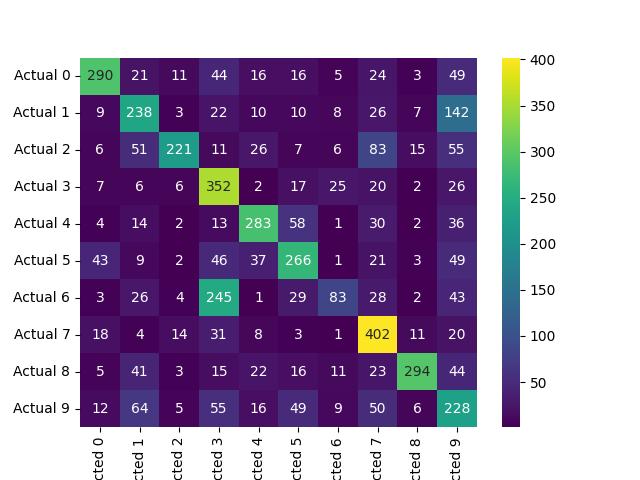 Actual 0 290 21 11 44 16 16 5 24 3 49
Actual 1 9 238 3 22 10 10 8 26 7 142
Actual 2 6 51 221 11 26 7 6 83 15 55
Actual 3 7 6 6 352 2 17 25 20 2 26
Actual 4 4 14 2 13 283 58 1 30 2 36
Actual 5 43 9 2 46 37 266 1 21 3 49
Actual 6 3 26 4 245 1 29 83 28 2 43
Actual 7 18 4 14 31 8 3 1 402 11 20
Actual 8 5 41 3 15 22 16 11 23 294 44
Actual 9 12 64 5 55 16 49 9 50 6 228
cted 0
cted 1
cted 2
cted 3
cted 4
cted 5
cted 6
cted 7
cted 8
cted 9
400
350
300
250
200
150
100
50